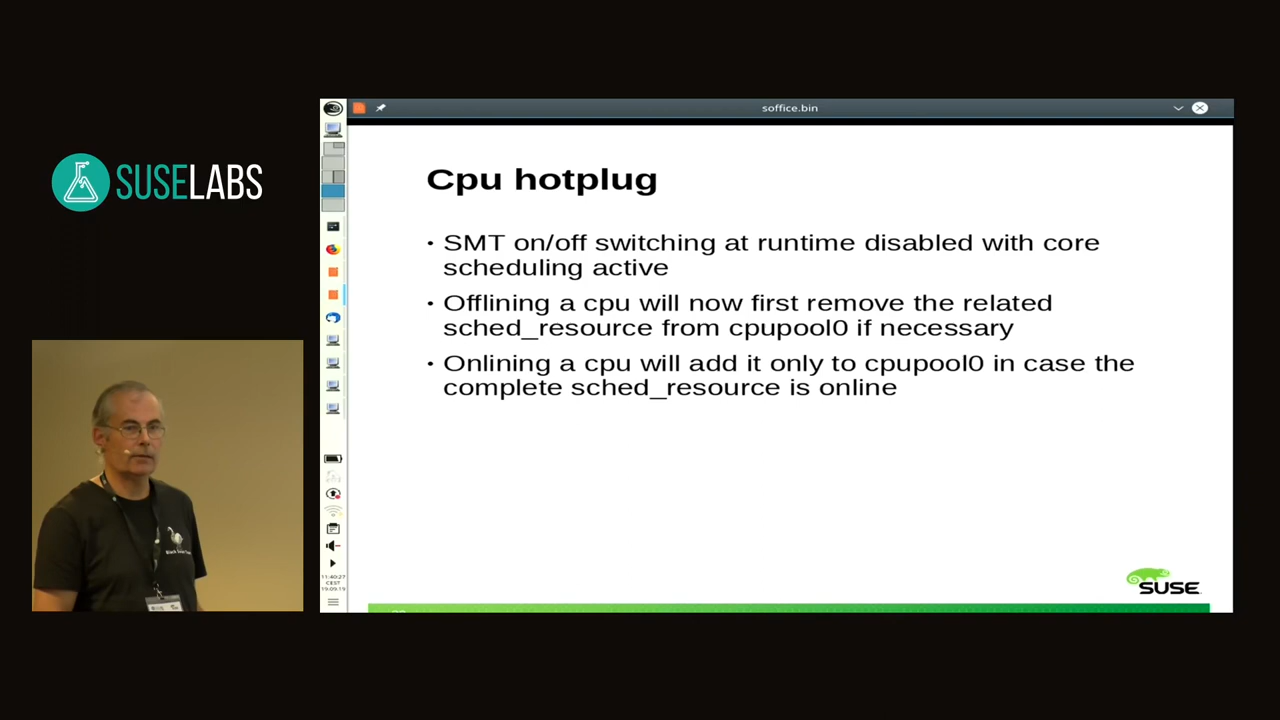 soffice.bin
SUSELABS
Cpu hotplug
• SMT on/off switching at runtime disabled with core
scheduling active
• Offlining a cpu will now first remove the related
sched_resource from cpupool0 if necessary
• Onlining a cpu will add it only to cpupool0 in case the
complete sched_resource is online
11:40:27
CEST
19.09.19
SUSE